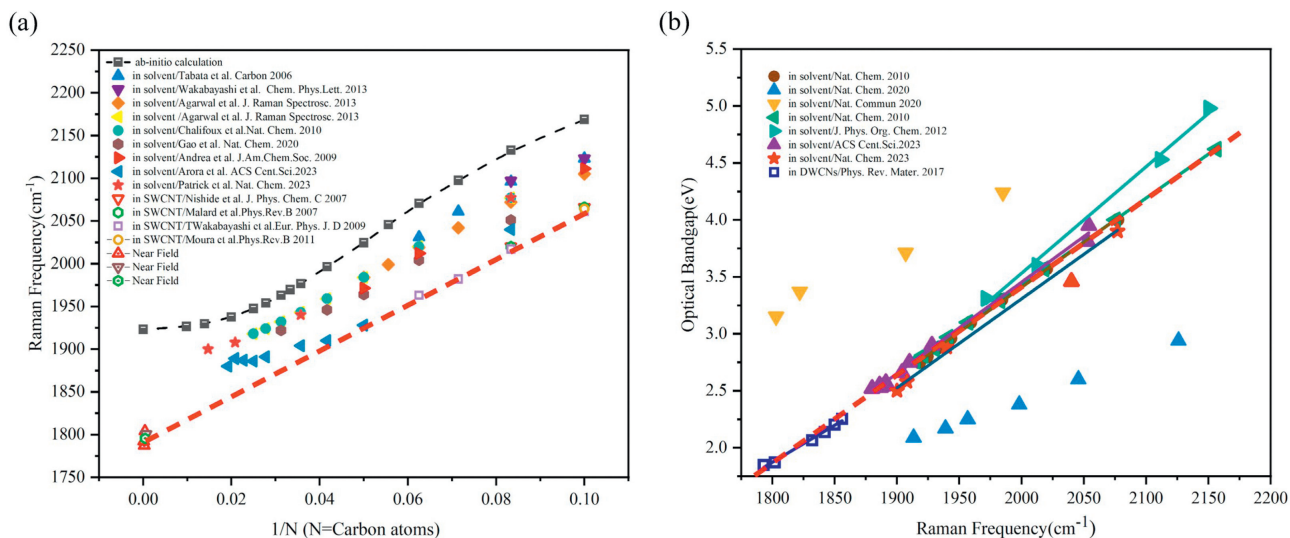 (a)
2250
2200
2150
2100
2050
2000
1950
1900
1850
1800
1750
Raman Frequency(cm-1)
ab-initio calculation
in solvent/Tabata et al. Carbon 2006
in solvent/Wakabayashi et al. Chem. Phys.Lett. 2013
in solvent/Agarwal et al. J. Raman Spectrosc. 2013
in solvent /Agarwal et al. J. Raman Spectrosc. 2013
in solvent/Chalifoux et al.Nat. Chem. 2010
in solvent/Gao et al. Nat. Chem. 2020
in solvent/Andrea et al. J.Am.Chem.Soc. 2009
in solvent/Arora et al. ACS Cent.Sci.2023
in solvent/Patrick et al. Nat. Chem. 2023
in SWCNT/Nishide et al. J. Phys. Chem. C 2007
in SWCNT/Malard et al.Phys.Rev.B 2007
in SWCNT/TWakabayashi et al.Eur. Phys. J. D 2009
in SWCNT/Moura et al.Phys.Rev.B 2011
Near Field
Near Field
Near Field
0.00 0.02 0.04 0.06 0.08 0.10
1/N (N=Carbon atoms)
(b)
5.5
5.0
4.5
4.0
3.5
3.0
2.5
2.0
Optical Bandgap(eV)
in solvent/Nat. Chem. 2010
in solvent/Nat. Chem. 2020
in solvent/Nat. Commun 2020
in solvent/Nat. Chem. 2010
in solvent/J. Phys. Org. Chem. 2012
in solvent/ACS Cent.Sci.2023
in solvent/Nat. Chem. 2023
in DWCNs/Phys. Rev. Mater. 2017
1800 1850 1900 1950 2000 2050 2100 2150 2200
Raman Frequency(cm-1)